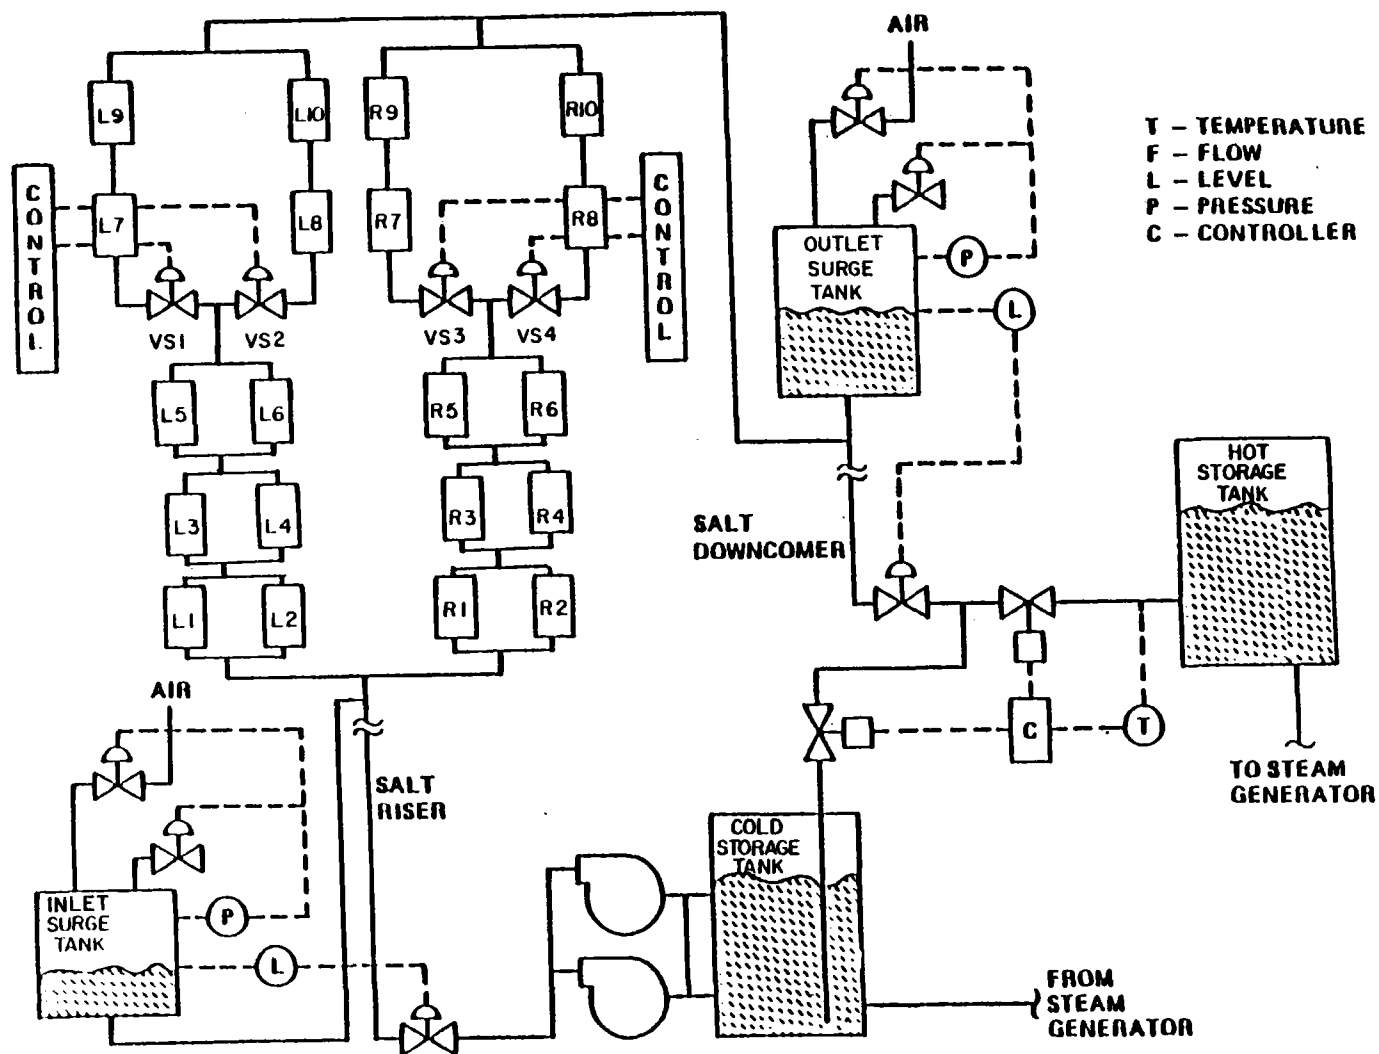 AIR
T – TEMPERATURE
F – FLOW
L – LEVEL
P – PRESSURE
C – CONTROLLER
L9
L10
R9
R10
CONTROL
L7
L8
R7
R8
CONTROL
VS1
VS2
VS3
VS4
OUTLET
SURGE
TANK
P
L
L5
L6
R5
R6
L3
L4
R3
R4
L1
L2
R1
R2
SALT
DOWNCOMER
HOT
STORAGE
TANK
C
T
TO STEAM
GENERATOR
AIR
SALT
RISER
INLET
SURGE
TANK
P
L
COLD
STORAGE
TANK
FROM
STEAM
GENERATOR